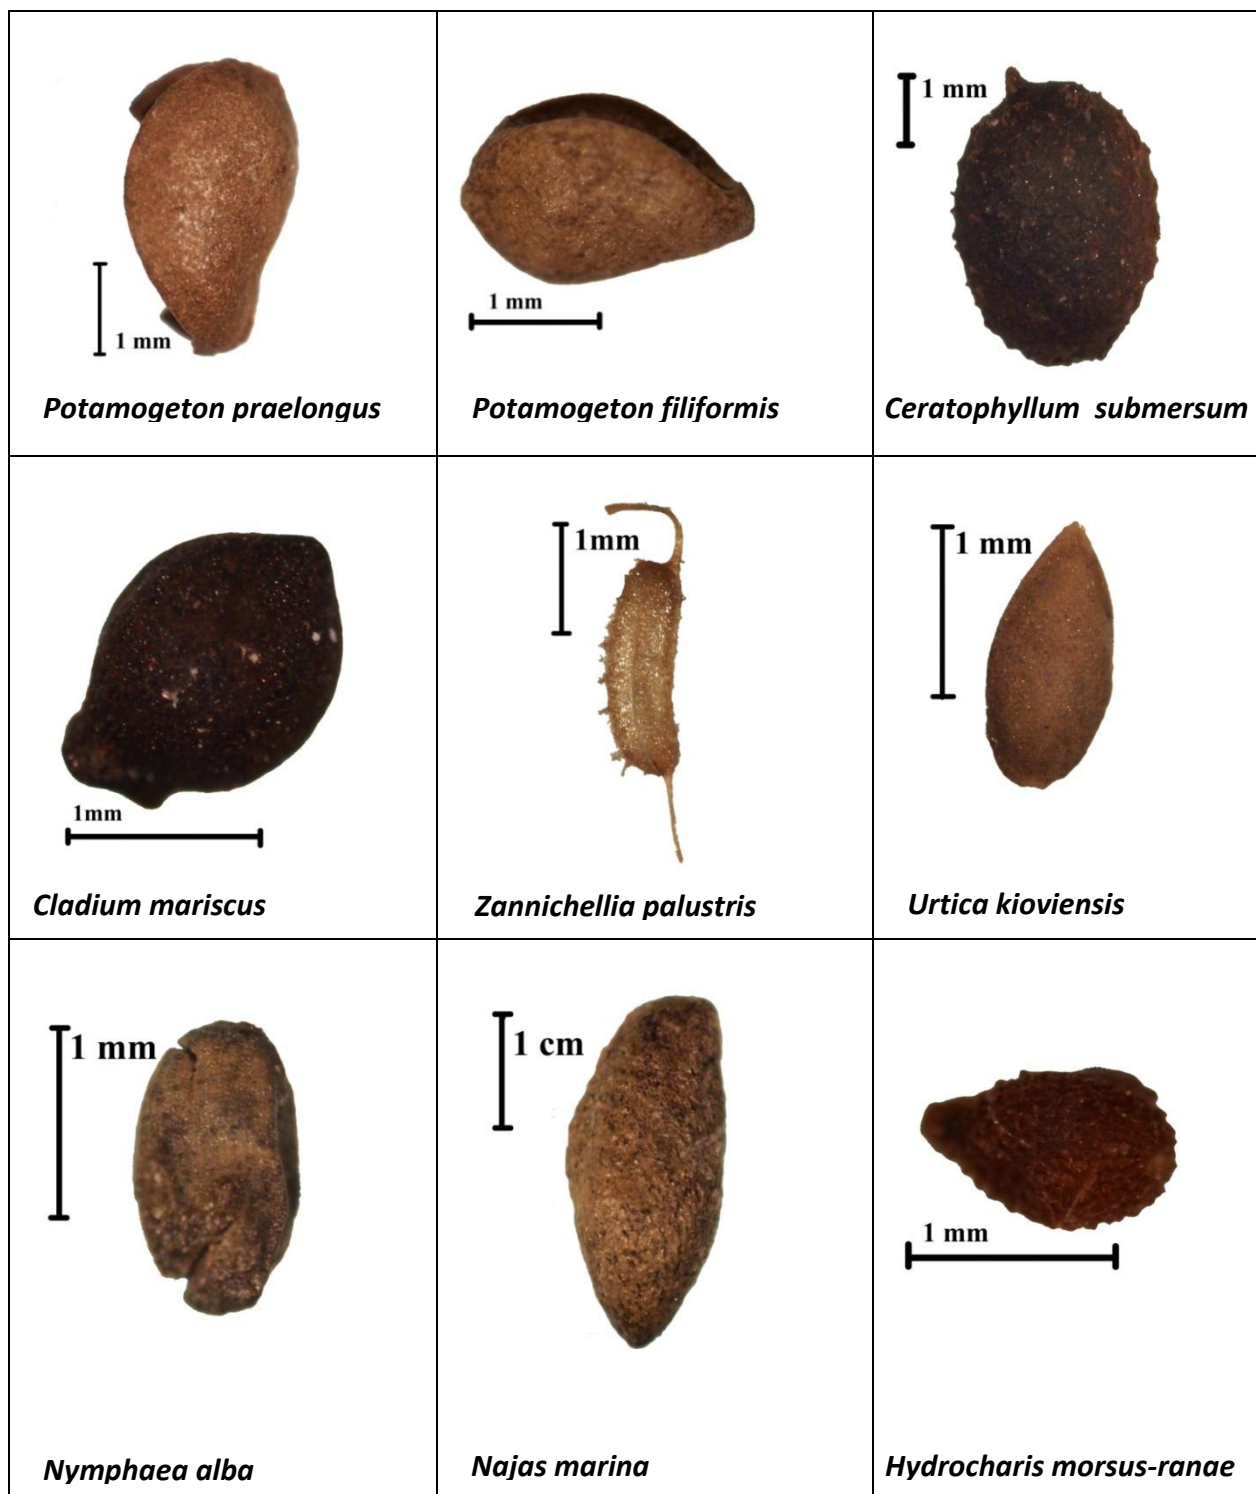 1 mm
Potamogeton praelongus
1 mm
Potamogeton filiformis
1 mm
Ceratophyllum submersum
1mm
Cladium mariscus
1mm
Zannichellia palustris
1 mm
Urtica kioviensis
1 mm
Nymphaea alba
1 cm
Najas marina
1 mm
Hydrocharis morsus-ranae